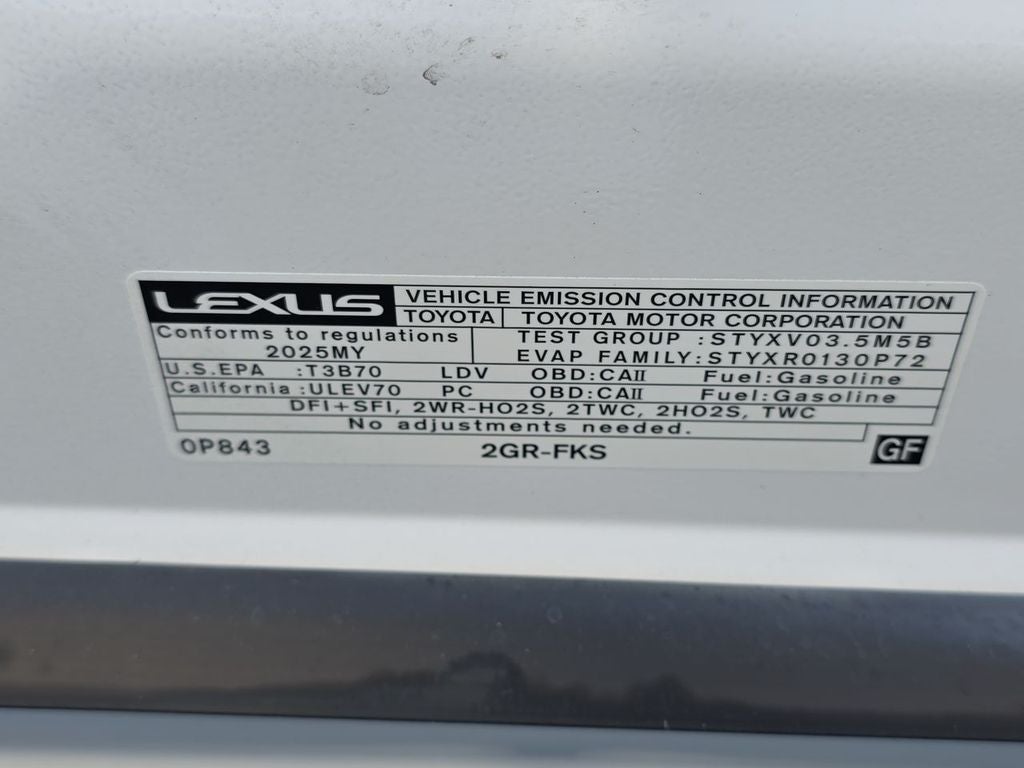 LEXUS VEHICLE EMISSION CONTROL INFORMATION
TOYOTA TOYOTA MOTOR CORPORATION
Conforms to regulations
2025MY
TEST GROUP :STYXV03.5M5B
EVAP FAMILY:STYXR0130P72
U.S.EPA :T3B70 LDV OBD:CAII Fuel:Gasoline
California:ULEV70 PC OBD:CAII Fuel:Gasoline
DFI+SFI, 2WR-HO2S, 2TWC, 2HO2S, TWC
No adjustments needed.
0P843 2GR-FKS GF